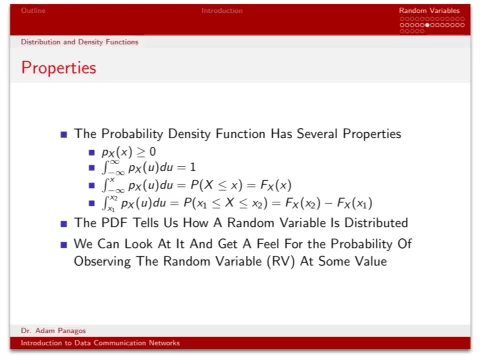 Outline Introduction Random Variables
Distribution and Density Functions
Properties
The Probability Density Function Has Several Properties
p_X(x) ≥ 0
∫_{-∞}^{∞} p_X(u)du = 1
∫_{-∞}^{x} p_X(u)du = P(X ≤ x) = F_X(x)
∫_{x_1}^{x_2} p_X(u)du = P(x_1 ≤ X ≤ x_2) = F_X(x_2) − F_X(x_1)
The PDF Tells Us How A Random Variable Is Distributed
We Can Look At It And Get A Feel For the Probability Of
Observing The Random Variable (RV) At Some Value
Dr. Adam Panagos
Introduction to Data Communication Networks